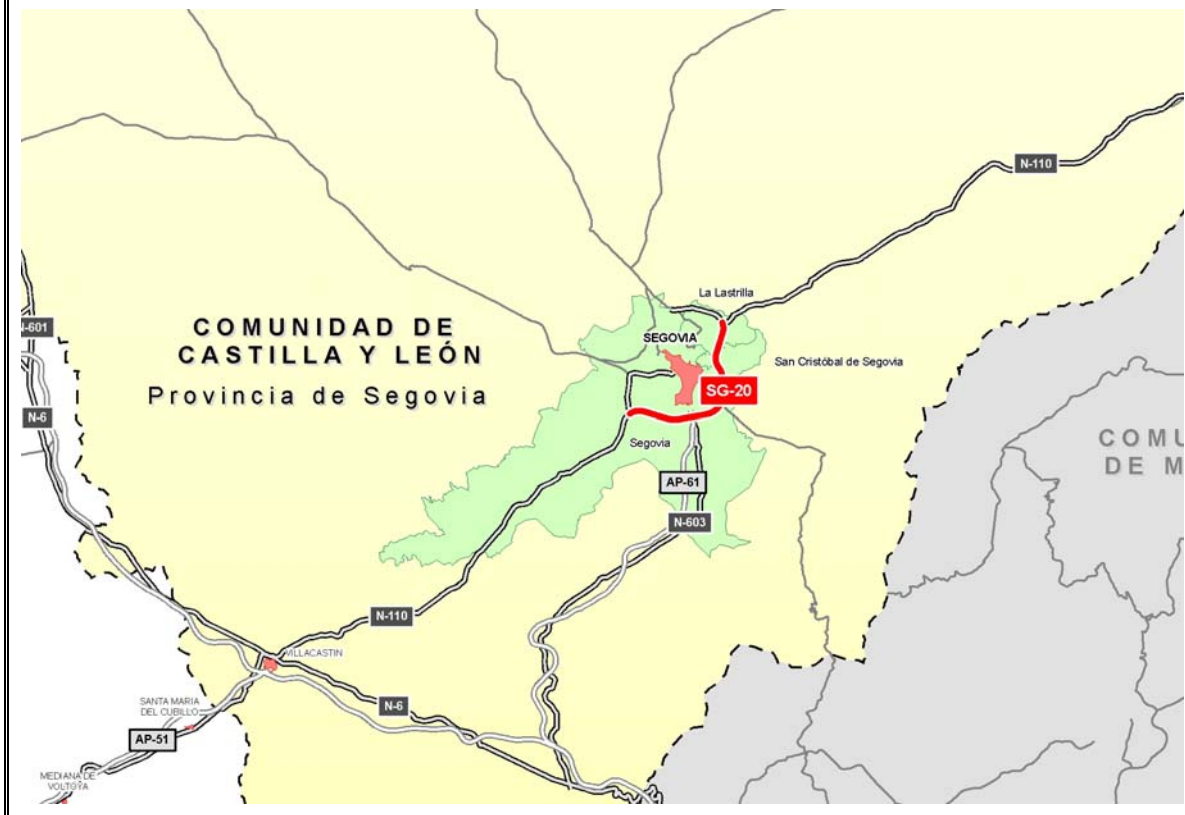 N-110
La Lastrilla
N-601
COMUNIDAD DE
CASTILLA Y LEÓN
Provincia de Segovia
SEGOVIA
San Cristóbal de Segovia
SG-20
N-6
Segovia
COMU
DE M
AP-61
N-603
N-110
VILLACASTIN
SANTA MARIA
DEL CUBILLO
N-6
AP-51
MEDIANA DE
VOLTOYA